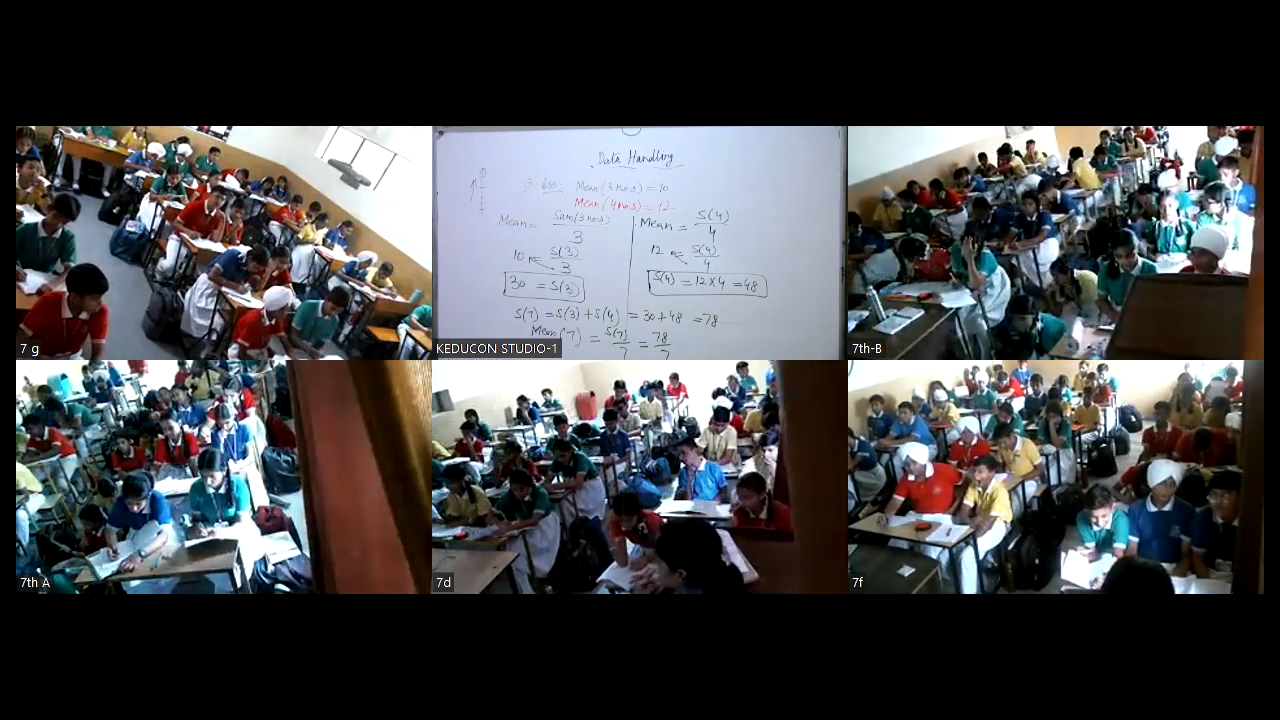 Data Handling
Mean(3 nos) = 10
Mean(4 nos) = 12
Mean = Sum(3 nos) / 3
10 = S(3) / 3
30 = S(3)
Mean = S(4) / 4
12 = S(4) / 4
S(4) = 12 x 4 = 48
S(7) = S(3) + S(4) = 30 + 48 = 78
Mean(7) = S(7) / 7 = 78 / 7
7 g
KEDUCON STUDIO-1
7th-B
7th A
7d
7f